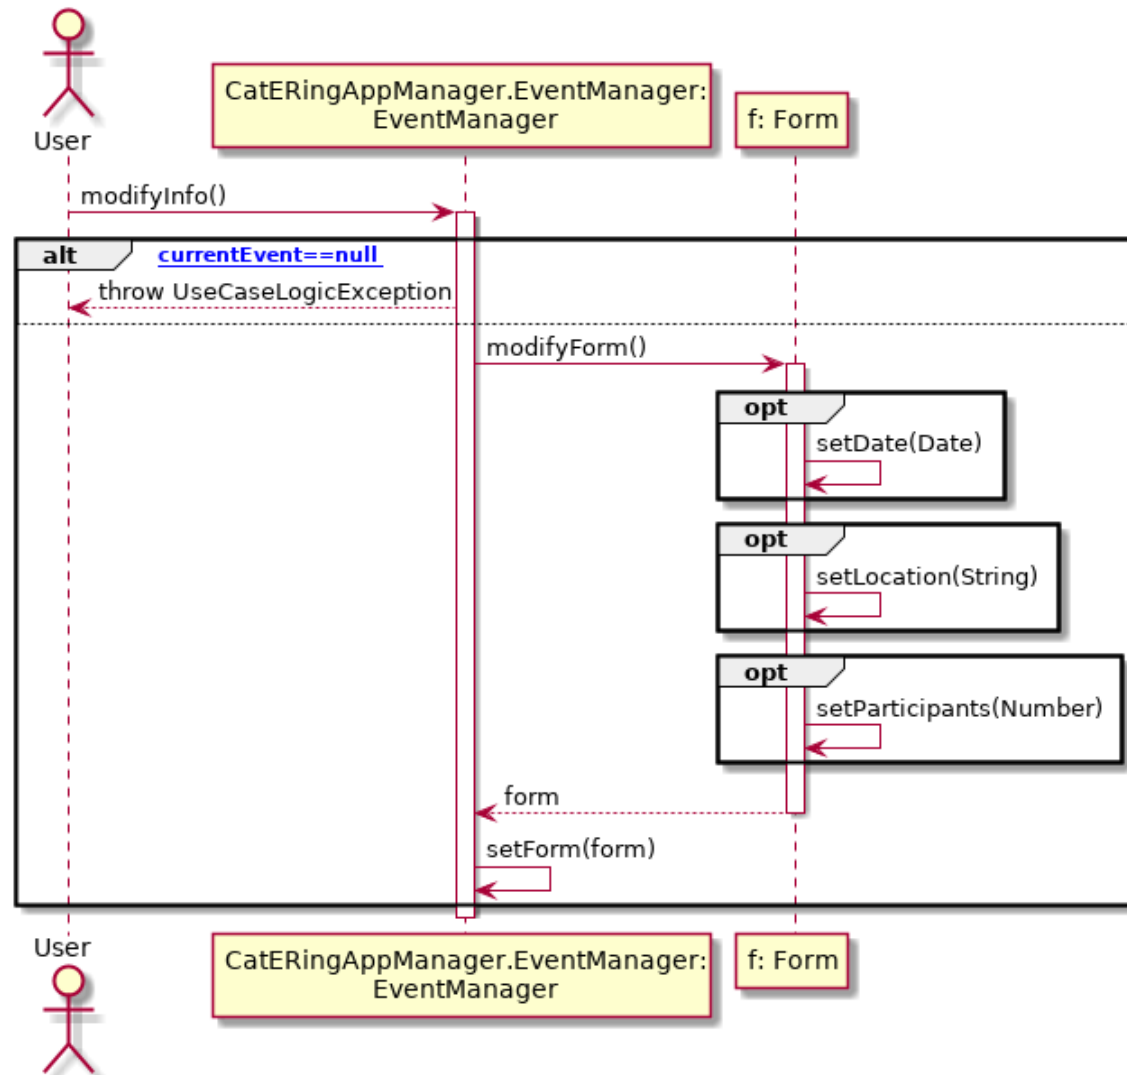 User
CatERingAppManager.EventManager:
EventManager
f: Form
modifyInfo()
alt
currentEvent==null
throw UseCaseLogicException
modifyForm()
opt
setDate(Date)
opt
setLocation(String)
opt
setParticipants(Number)
form
setForm(form)
User
CatERingAppManager.EventManager:
EventManager
f: Form